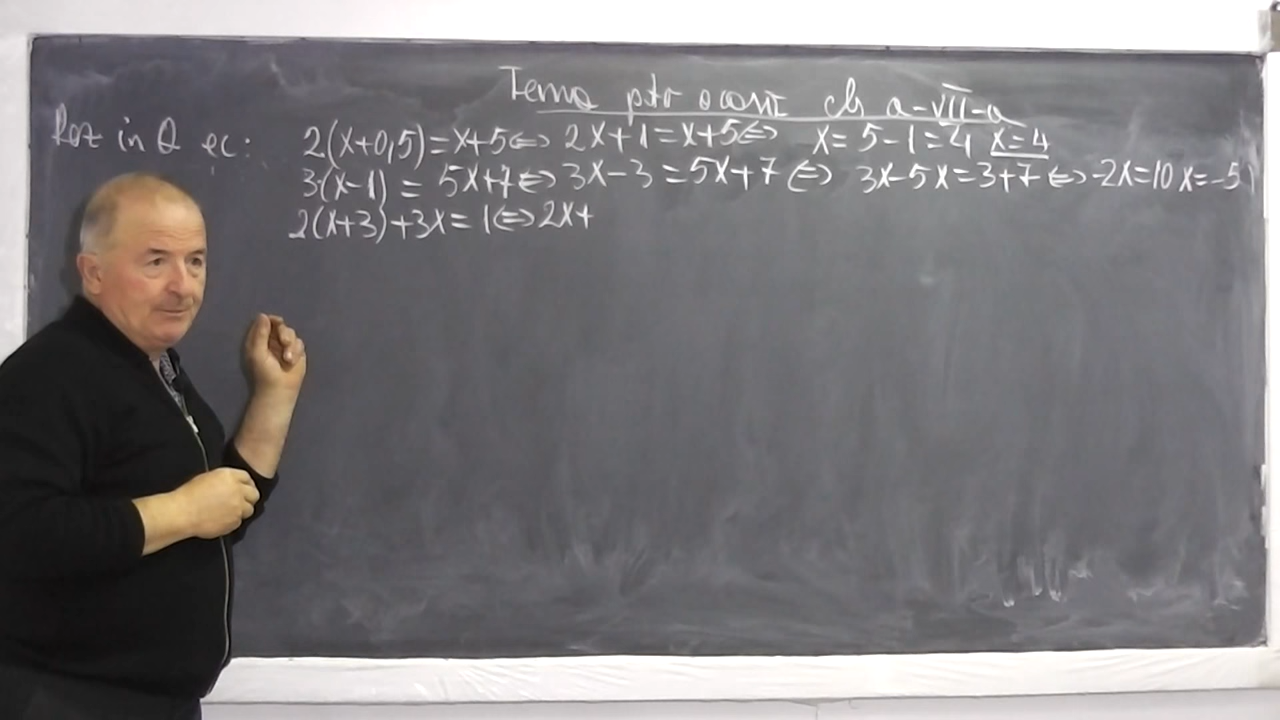 Tema ptr ocazie cls a-VII-a
Rez in Q ec: 2(x+0,5)=x+5⇔ 2x+1=x+5⇔ x=5-1=4, x=4
3·(x-1)=5x+7⇔3x-3=5x+7⇔ 3x-5x=3+7⇔-2x=10 x=-5
2(x+3)+3x=1⇔2x+